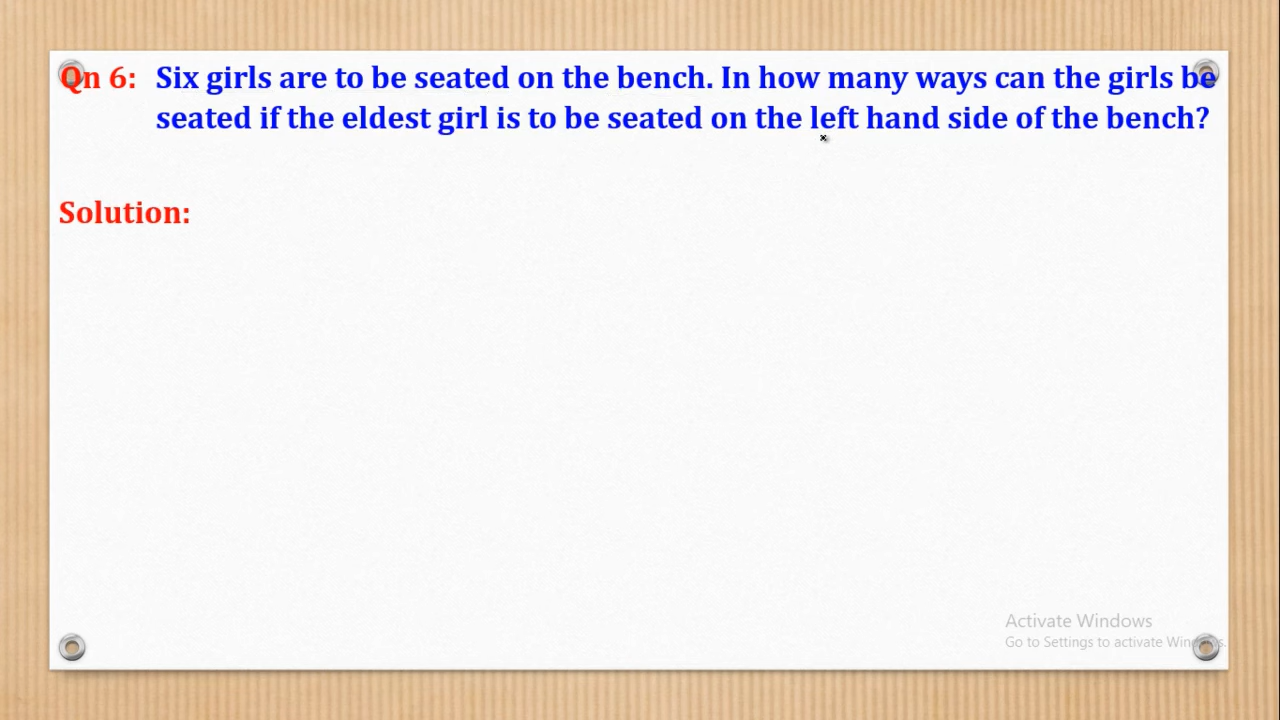 Qn 6: Six girls are to be seated on the bench. In how many ways can the girls be
seated if the eldest girl is to be seated on the left hand side of the bench?
Solution:
Activate Windows
Go to Settings to activate Windows.